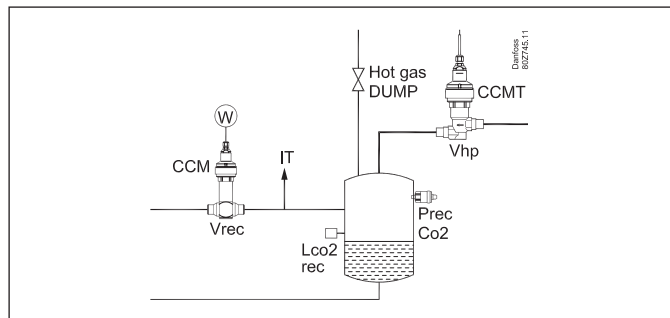 Danfoss
80Z745.11
Hot gas
DUMP
CCMT
W
CCM
IT
Vhp
Prec
Co2
Vrec
Lco2
rec